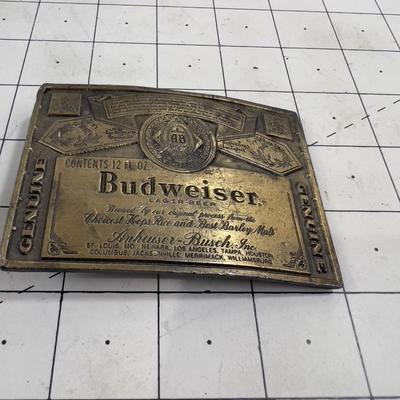 AB
CONTENTS 12 FL. OZ.
GENUINE
Budweiser
GENUINE
LAGER BEER
Brewed by our original process from the
Choicest Hops, Rice and Best Barley Malt
Anheuser-Busch, Inc.
ST. LOUIS, MO. NEWARK, LOS ANGELES, TAMPA, HOUSTON
COLUMBUS, JACKSONVILLE, MERRIMACK, WILLIAMSBURG